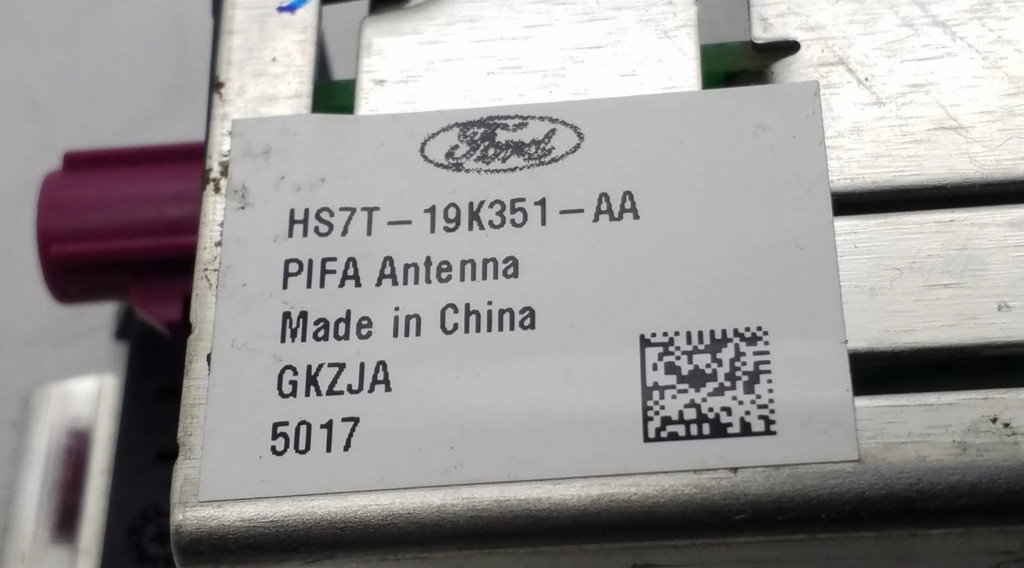 Ford
HS7T-19K351-AA
PIFA Antenna
Made in China
GKZJA
5017